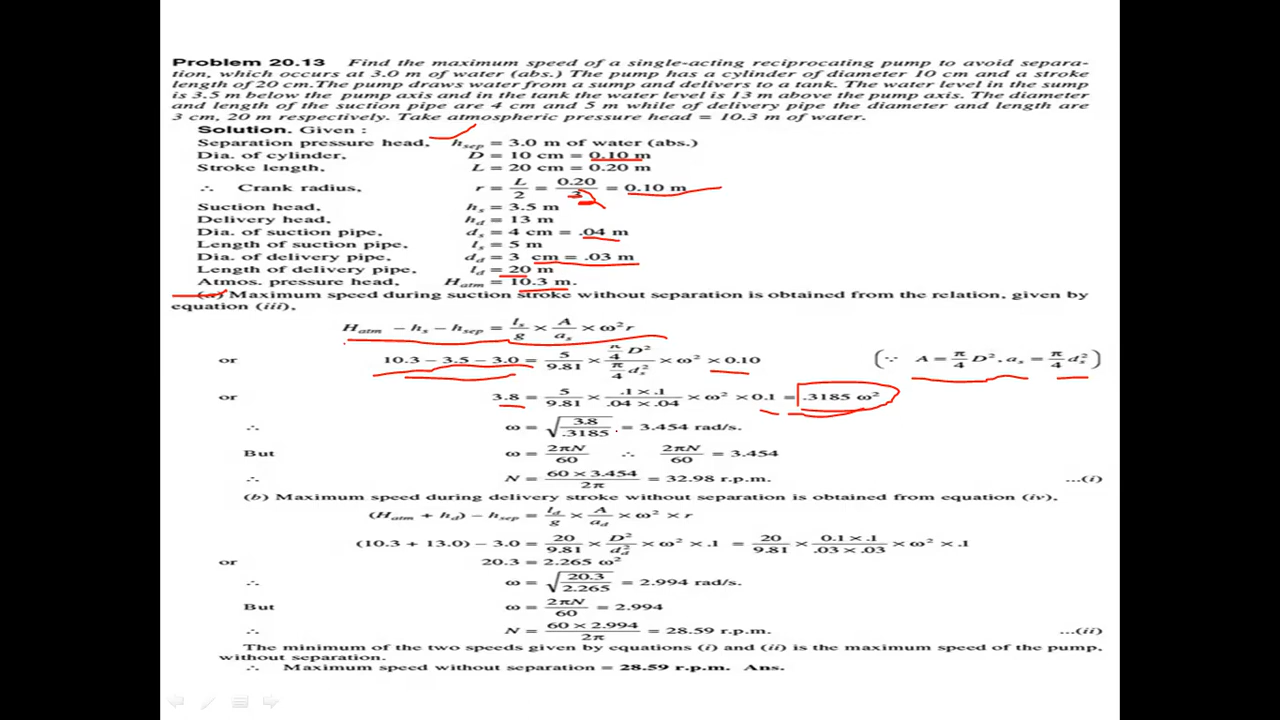 Problem 20.13 Find the maximum speed of a single-acting reciprocating pump to avoid separa-
tion, which occurs at 3.0 m of water (abs.) The pump has a cylinder of diameter 10 cm and a stroke
length of 20 cm.The pump draws water from a sump and delivers to a tank. The water level in the sump
is 3.5 m below the pump axis and in the tank the water level is 13 m above the pump axis. The diameter
and length of the suction pipe are 4 cm and 5 m while of delivery pipe the diameter and length are
3 cm, 20 m respectively. Take atmospheric pressure head = 10.3 m of water.
Solution. Given :
Separation pressure head, h_sep = 3.0 m of water (abs.)
Dia. of cylinder, D = 10 cm = 0.10 m
Stroke length, L = 20 cm = 0.20 m
∴ Crank radius, r = L/2 = 0.20/2 = 0.10 m
Suction head, h_s = 3.5 m
Delivery head, h_d = 13 m
Dia. of suction pipe, d_s = 4 cm = .04 m
Length of suction pipe, l_s = 5 m
Dia. of delivery pipe, d_d = 3 cm = .03 m
Length of delivery pipe, l_d = 20 m
Atmos. pressure head, H_atm = 10.3 m.
(a) Maximum speed during suction stroke without separation is obtained from the relation, given by
equation (iii),
H_atm − h_s − h_sep = l_s/g × A/a_s × ω²r
or 10.3 − 3.5 − 3.0 = 5/9.81 × (π/4 D²)/(π/4 d_s²) × ω² × 0.10 (∵ A = π/4 D², a_s = π/4 d_s²)
or 3.8 = 5/9.81 × (.1 × .1)/(.04 × .04) × ω² × 0.1 = .3185 ω²
∴ ω = √(3.8/.3185) = 3.454 rad/s.
But ω = 2πN/60 ∴ 2πN/60 = 3.454
∴ N = (60 × 3.454)/2π = 32.98 r.p.m. ...(i)
(b) Maximum speed during delivery stroke without separation is obtained from equation (iv),
(H_atm + h_d) − h_sep = l_d/g × A/a_d × ω² × r
(10.3 + 13.0) − 3.0 = 20/9.81 × D²/d_d² × ω² × .1 = 20/9.81 × (0.1 × .1)/(.03 × .03) × ω² × .1
or 20.3 = 2.265 ω²
∴ ω = √(20.3/2.265) = 2.994 rad/s.
But ω = 2πN/60 = 2.994
∴ N = (60 × 2.994)/2π = 28.59 r.p.m. ...(ii)
The minimum of the two speeds given by equations (i) and (ii) is the maximum speed of the pump,
without separation.
∴ Maximum speed without separation = 28.59 r.p.m. Ans.